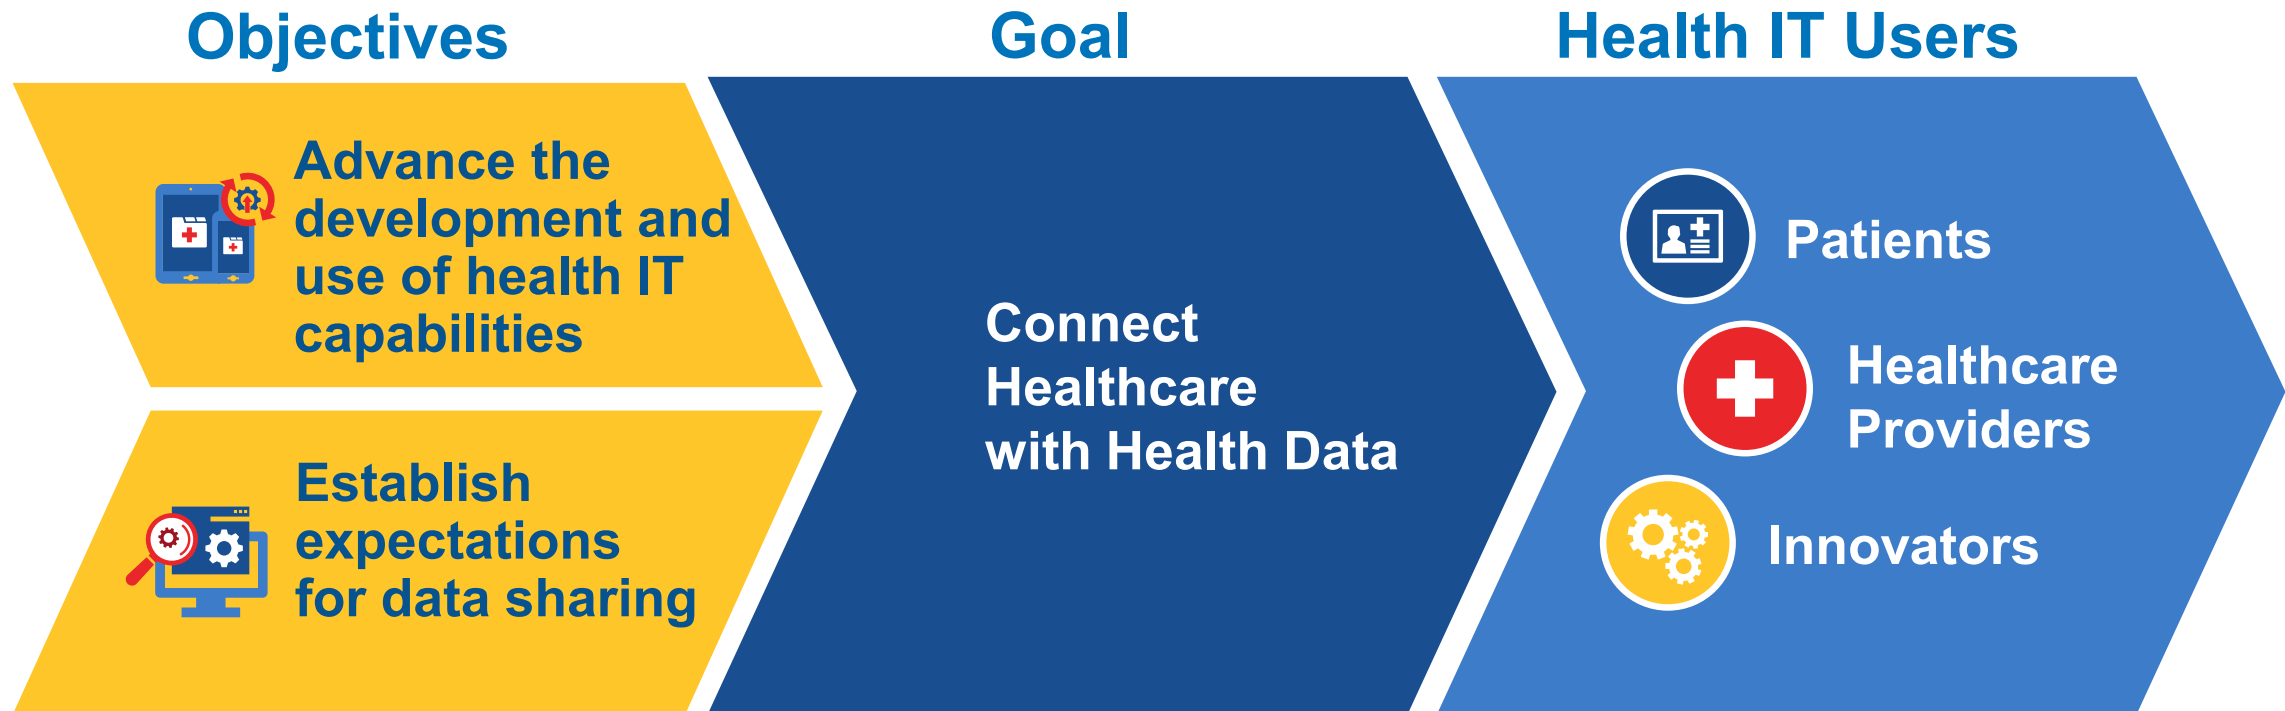 Objectives
Advance the
development and
use of health IT
capabilities
Establish
expectations
for data sharing
Goal
Connect
Healthcare
with Health Data
Health IT Users
Patients
Healthcare
Providers
Innovators